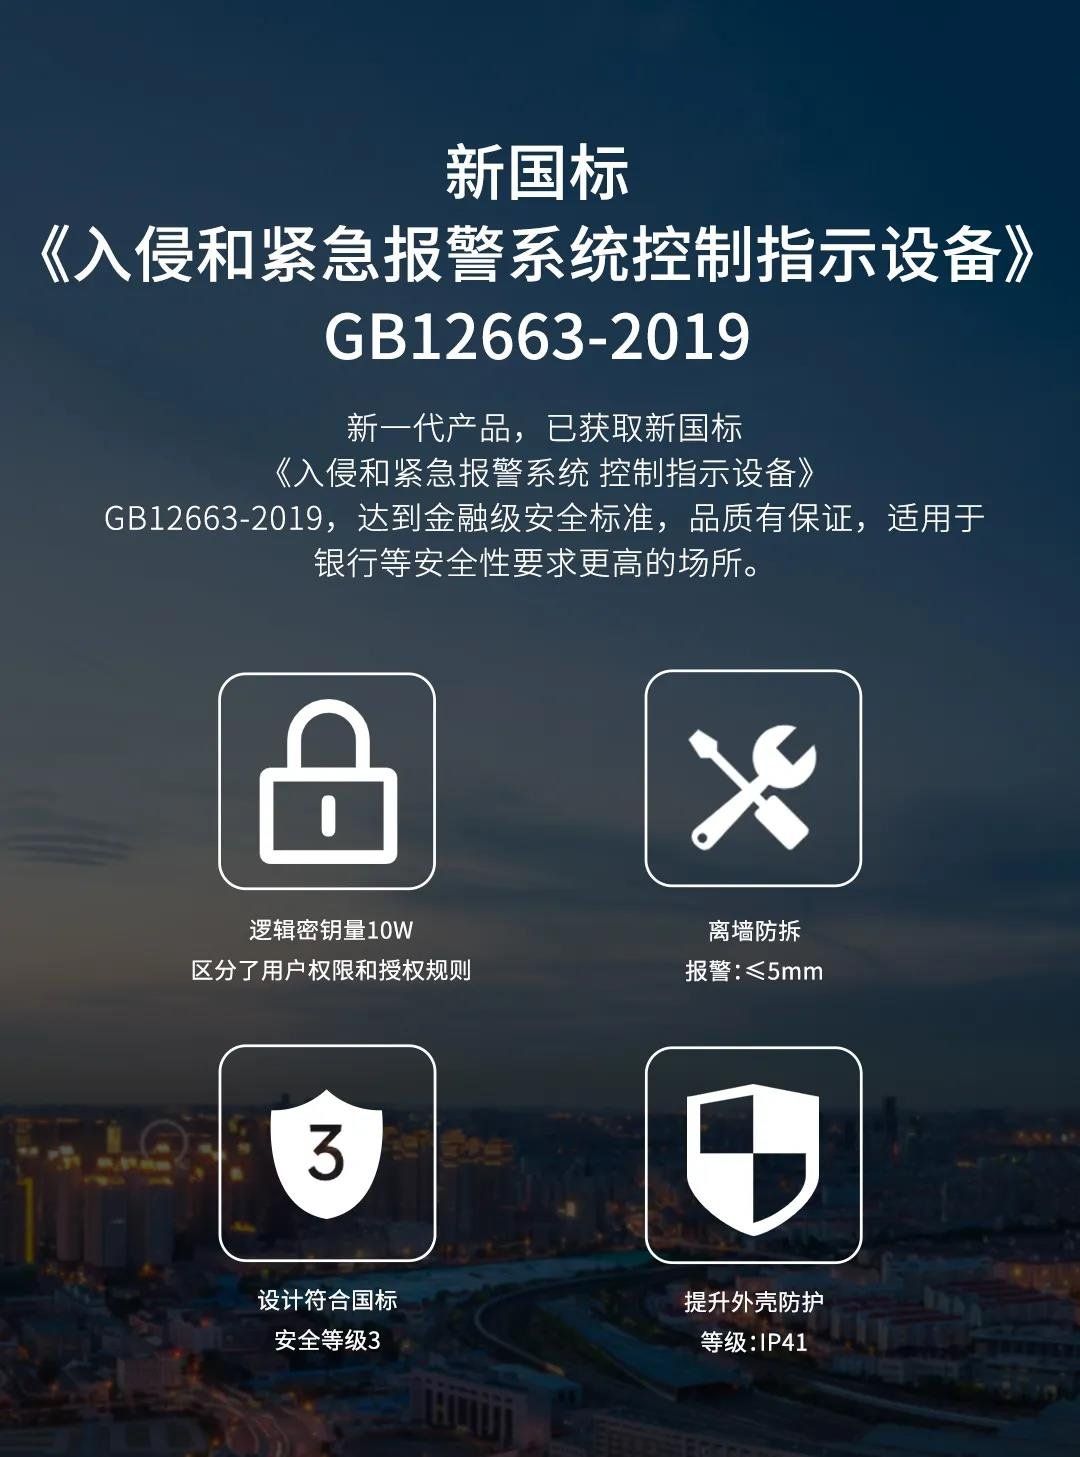 新国标
《入侵和紧急报警系统控制指示设备》
GB12663-2019
新一代产品，已获取新国标
《入侵和紧急报警系统 控制指示设备》
GB12663-2019，达到金融级安全标准，品质有保证，适用于
银行等安全性要求更高的场所。
逻辑密钥量10W
区分了用户权限和授权规则
离墙防拆
报警：≤5mm
3
设计符合国标
安全等级3
提升外壳防护
等级：IP41